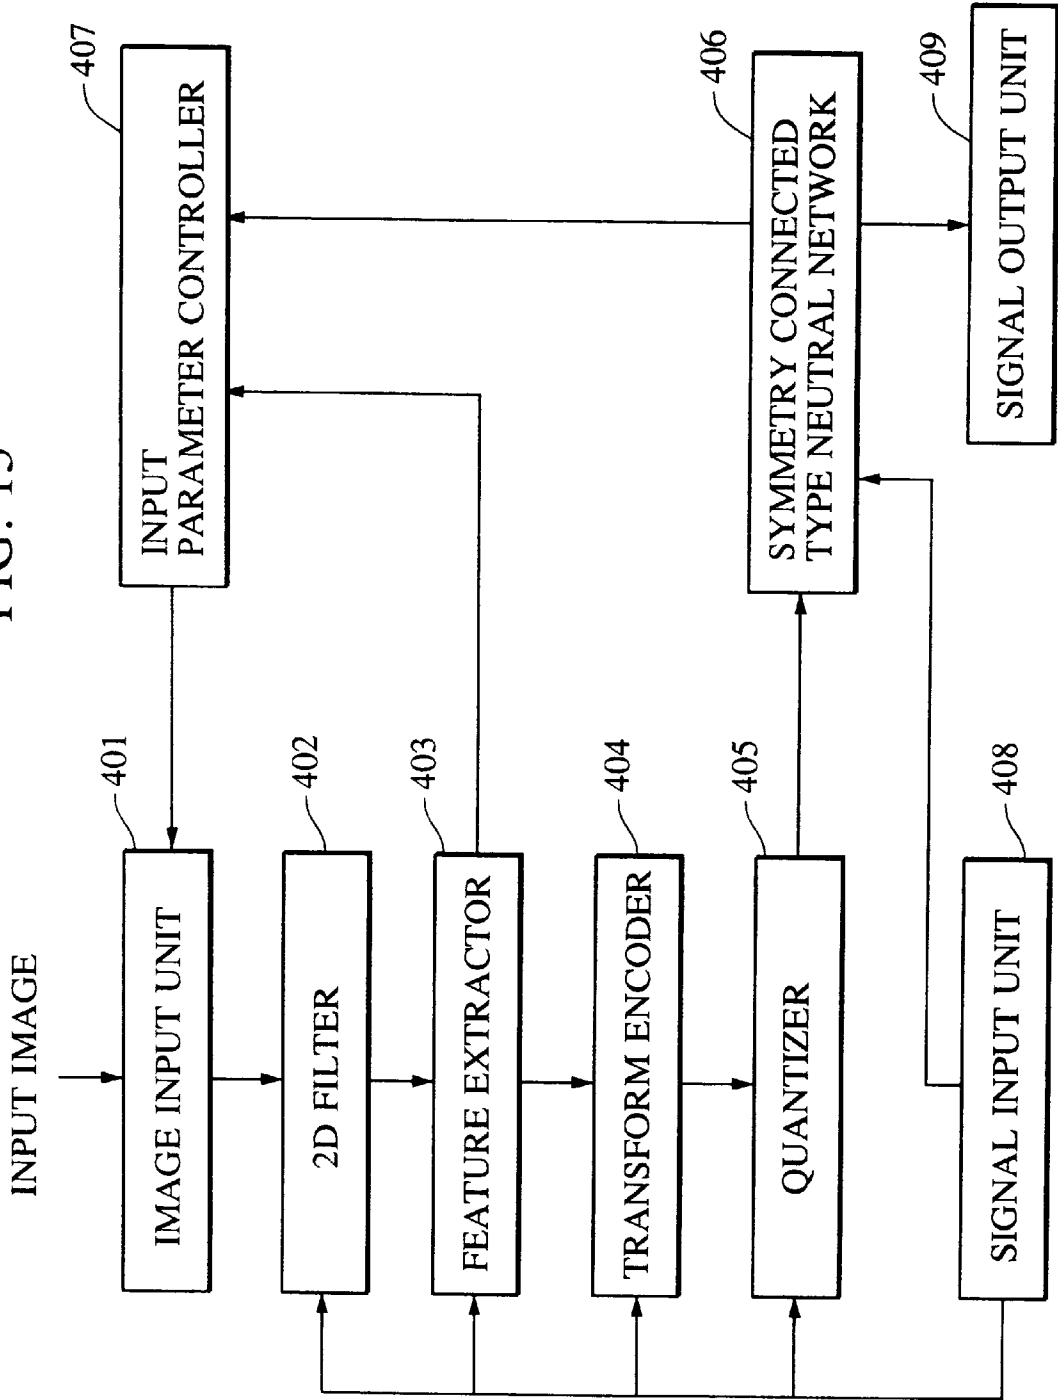 FIG.
INPUT IMAGE
407
401
INPUT
PARAMETER CONTROLLER
IMAGE INPUT UNIT
402
2D FILTER
403
FEATURE EXTRACTOR
404
TRANSFORM ENCODER
405
406
QUANTIZER
SYMMETRY CONNECTED
TYPE NEUTRAL NETWORK
408
409
SIGNAL INPUT UNIT
SIGNAL OUTPUT UNIT